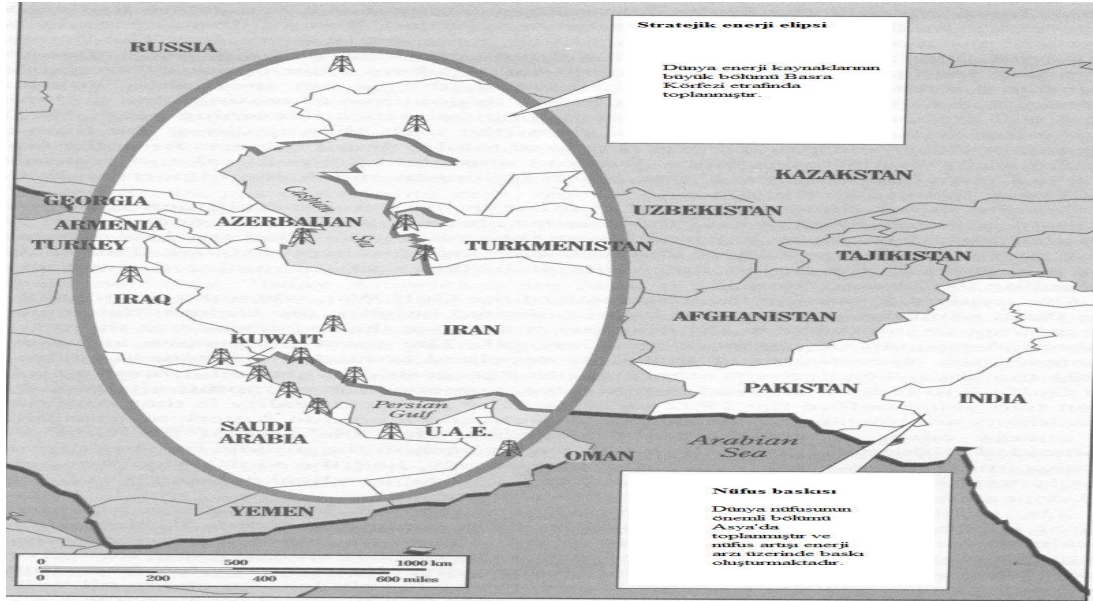 Stratejik enerji elipsi
Dünya enerji kaynaklarının
büyük bölümü Basra
Körfezi etrafında
toplanmıştır.
RUSSIA
KAZAKSTAN
GEORGIA
UZBEKISTAN
ARMENIA
AZERBAIJAN
Caspian
Sea
TURKEY
TURKMENISTAN
TAJIKISTAN
IRAQ
AFGHANISTAN
IRAN
KUWAIT
PAKISTAN
INDIA
Persian
Gulf
SAUDI
ARABIA
U.A.E.
Arabian
Sea
OMAN
YEMEN
Nüfus baskısı
Dünya nüfusunun
önemli bölümü
Asya'da
toplanmıştır ve
nüfus artışı enerji
arzı üzerinde baskı
oluşturmaktadır.
0 500 1000 km
0 200 400 600 miles